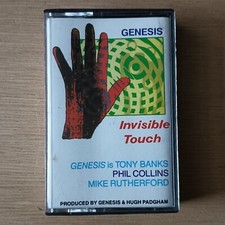 GENESIS
Invisible
Touch
GENESIS is TONY BANKS
PHIL COLLINS
MIKE RUTHERFORD
PRODUCED BY GENESIS & HUGH PADGHAM